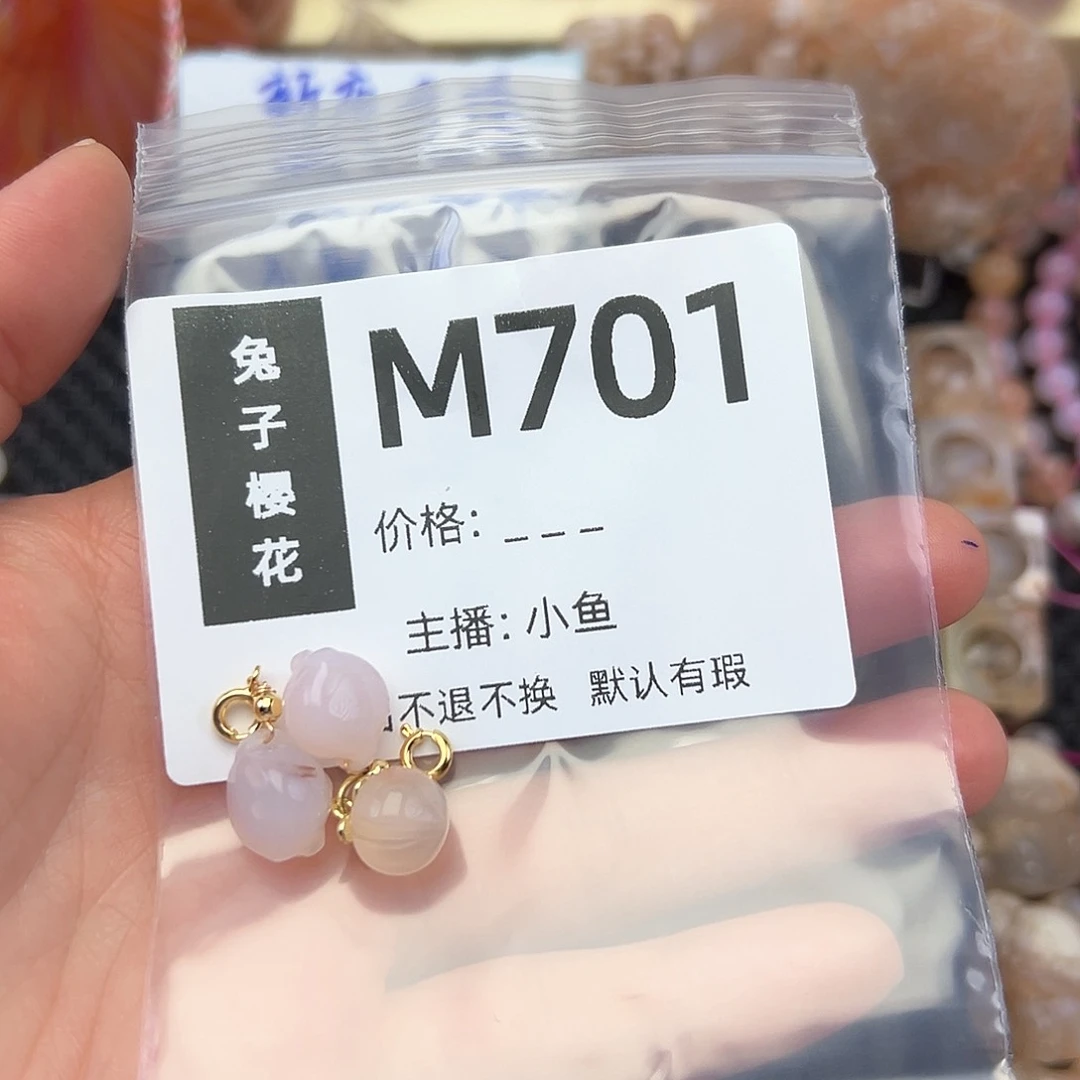 兔子樱花
M701
价格: _ _ _
主播: 小鱼
不退不换 默认有瑕